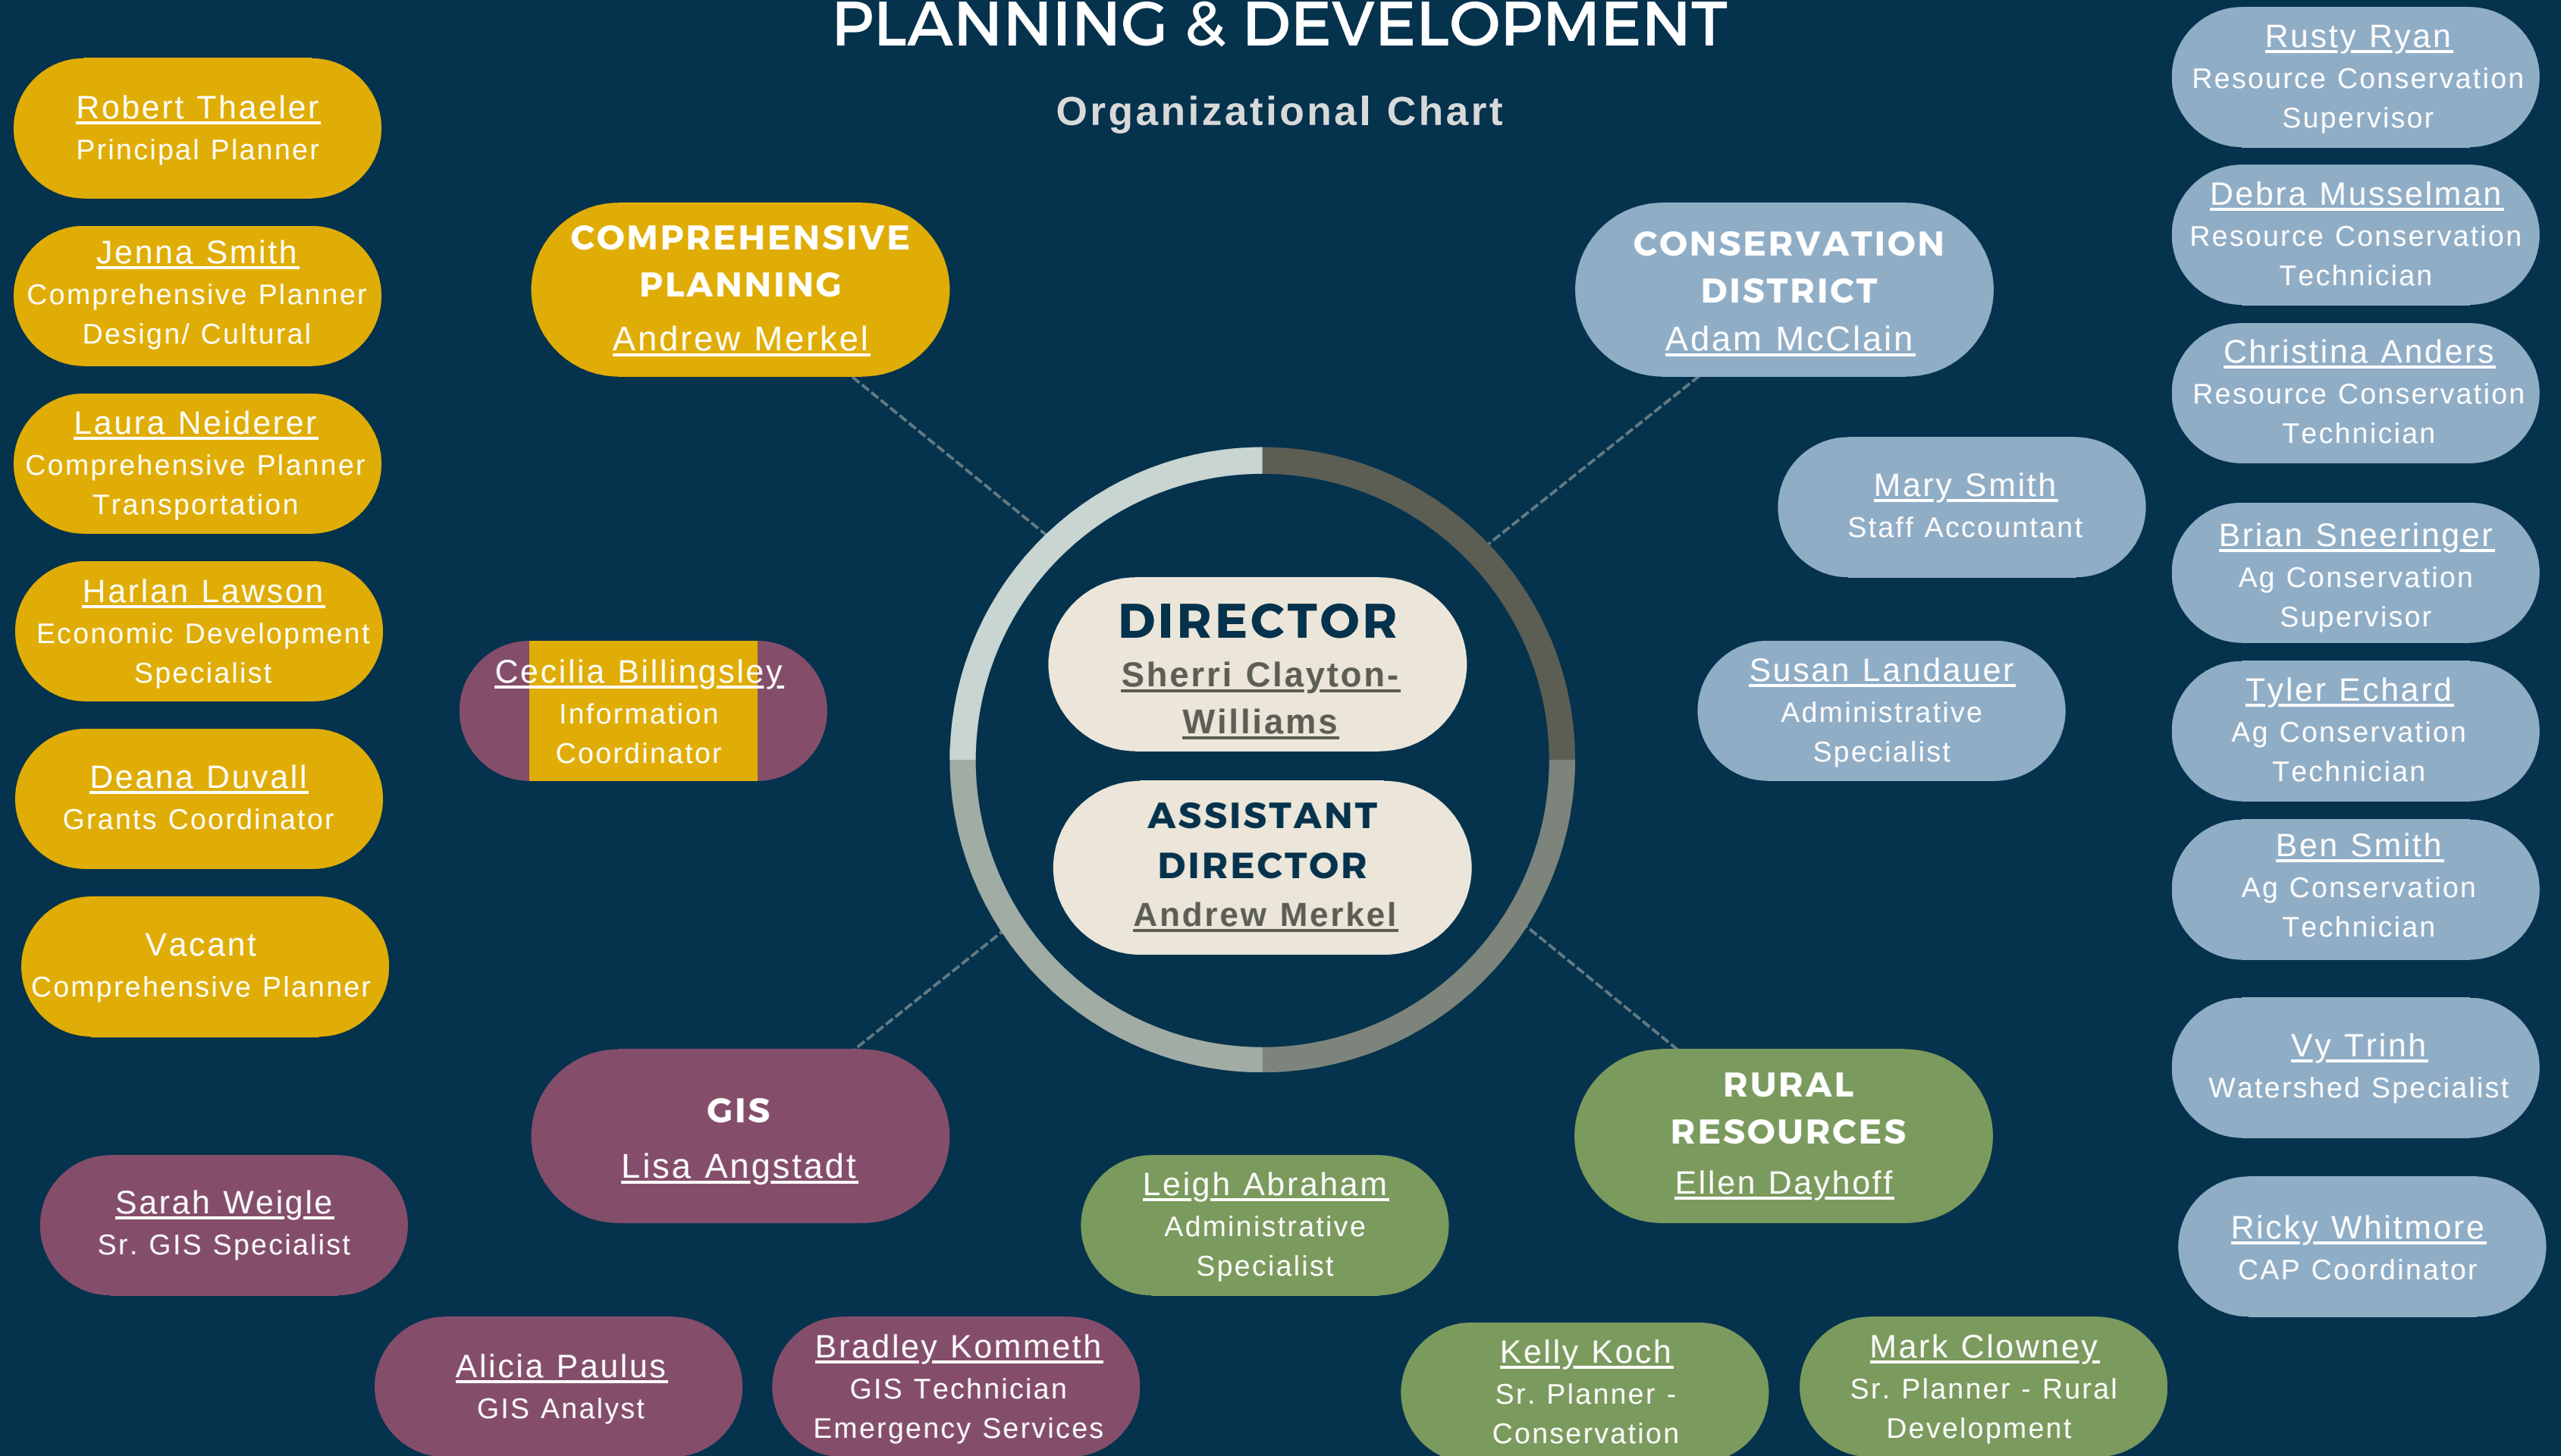 PLANNING & DEVELOPMENT
Organizational Chart
Robert Thaeler
Principal Planner
Jenna Smith
Comprehensive Planner
Design/ Cultural
Laura Neiderer
Comprehensive Planner
Transportation
Harlan Lawson
Economic Development
Specialist
Deana Duvall
Grants Coordinator
Vacant
Comprehensive Planner
COMPREHENSIVE
PLANNING
Andrew Merkel
Cecilia Billingsley
Information
Coordinator
DIRECTOR
Sherri Clayton-
Williams
ASSISTANT
DIRECTOR
Andrew Merkel
CONSERVATION
DISTRICT
Adam McClain
Mary Smith
Staff Accountant
Susan Landauer
Administrative
Specialist
Rusty Ryan
Resource Conservation
Supervisor
Debra Musselman
Resource Conservation
Technician
Christina Anders
Resource Conservation
Technician
Brian Sneeringer
Ag Conservation
Supervisor
Tyler Echard
Ag Conservation
Technician
Ben Smith
Ag Conservation
Technician
Vy Trinh
Watershed Specialist
Ricky Whitmore
CAP Coordinator
GIS
Lisa Angstadt
Sarah Weigle
Sr. GIS Specialist
Alicia Paulus
GIS Analyst
Bradley Kommeth
GIS Technician
Emergency Services
RURAL
RESOURCES
Ellen Dayhoff
Leigh Abraham
Administrative
Specialist
Kelly Koch
Sr. Planner -
Conservation
Mark Clowney
Sr. Planner - Rural
Development